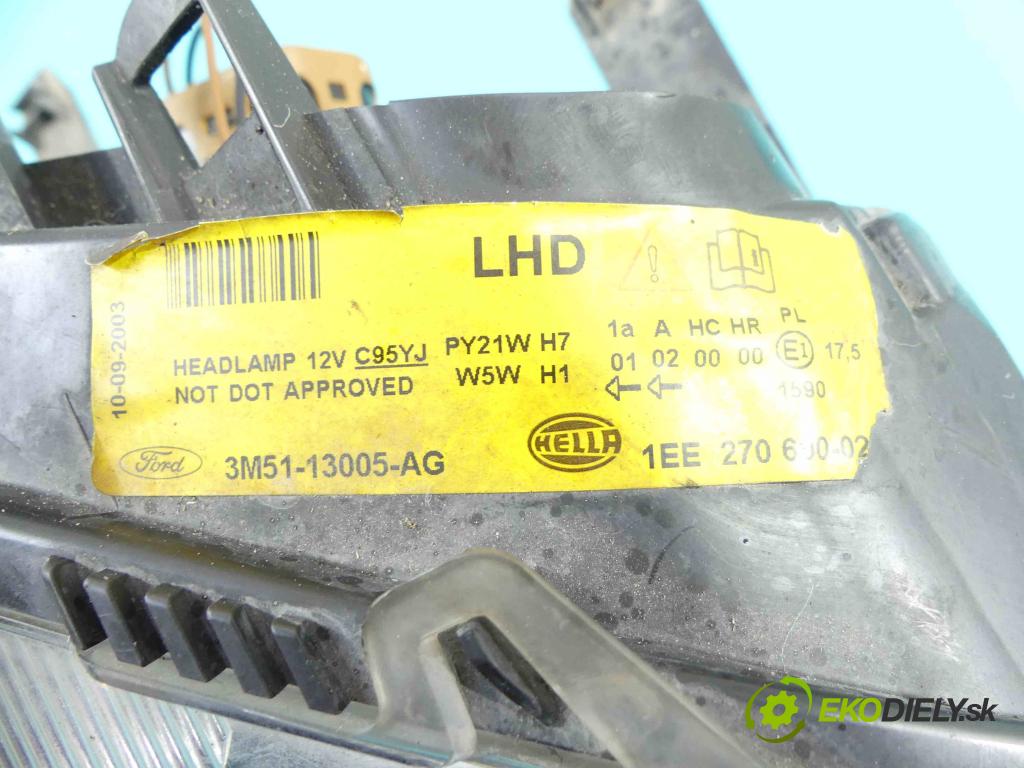 LHD
10-09-2003
HEADLAMP 12V C95YJ
NOT DOT APPROVED
PY21W H7
W5W H1
1a A HC HR PL
01 02 00 00 E1 17,5
1590
Ford
3M51-13005-AG
HELLA
1EE 270
EKODIELY.sk